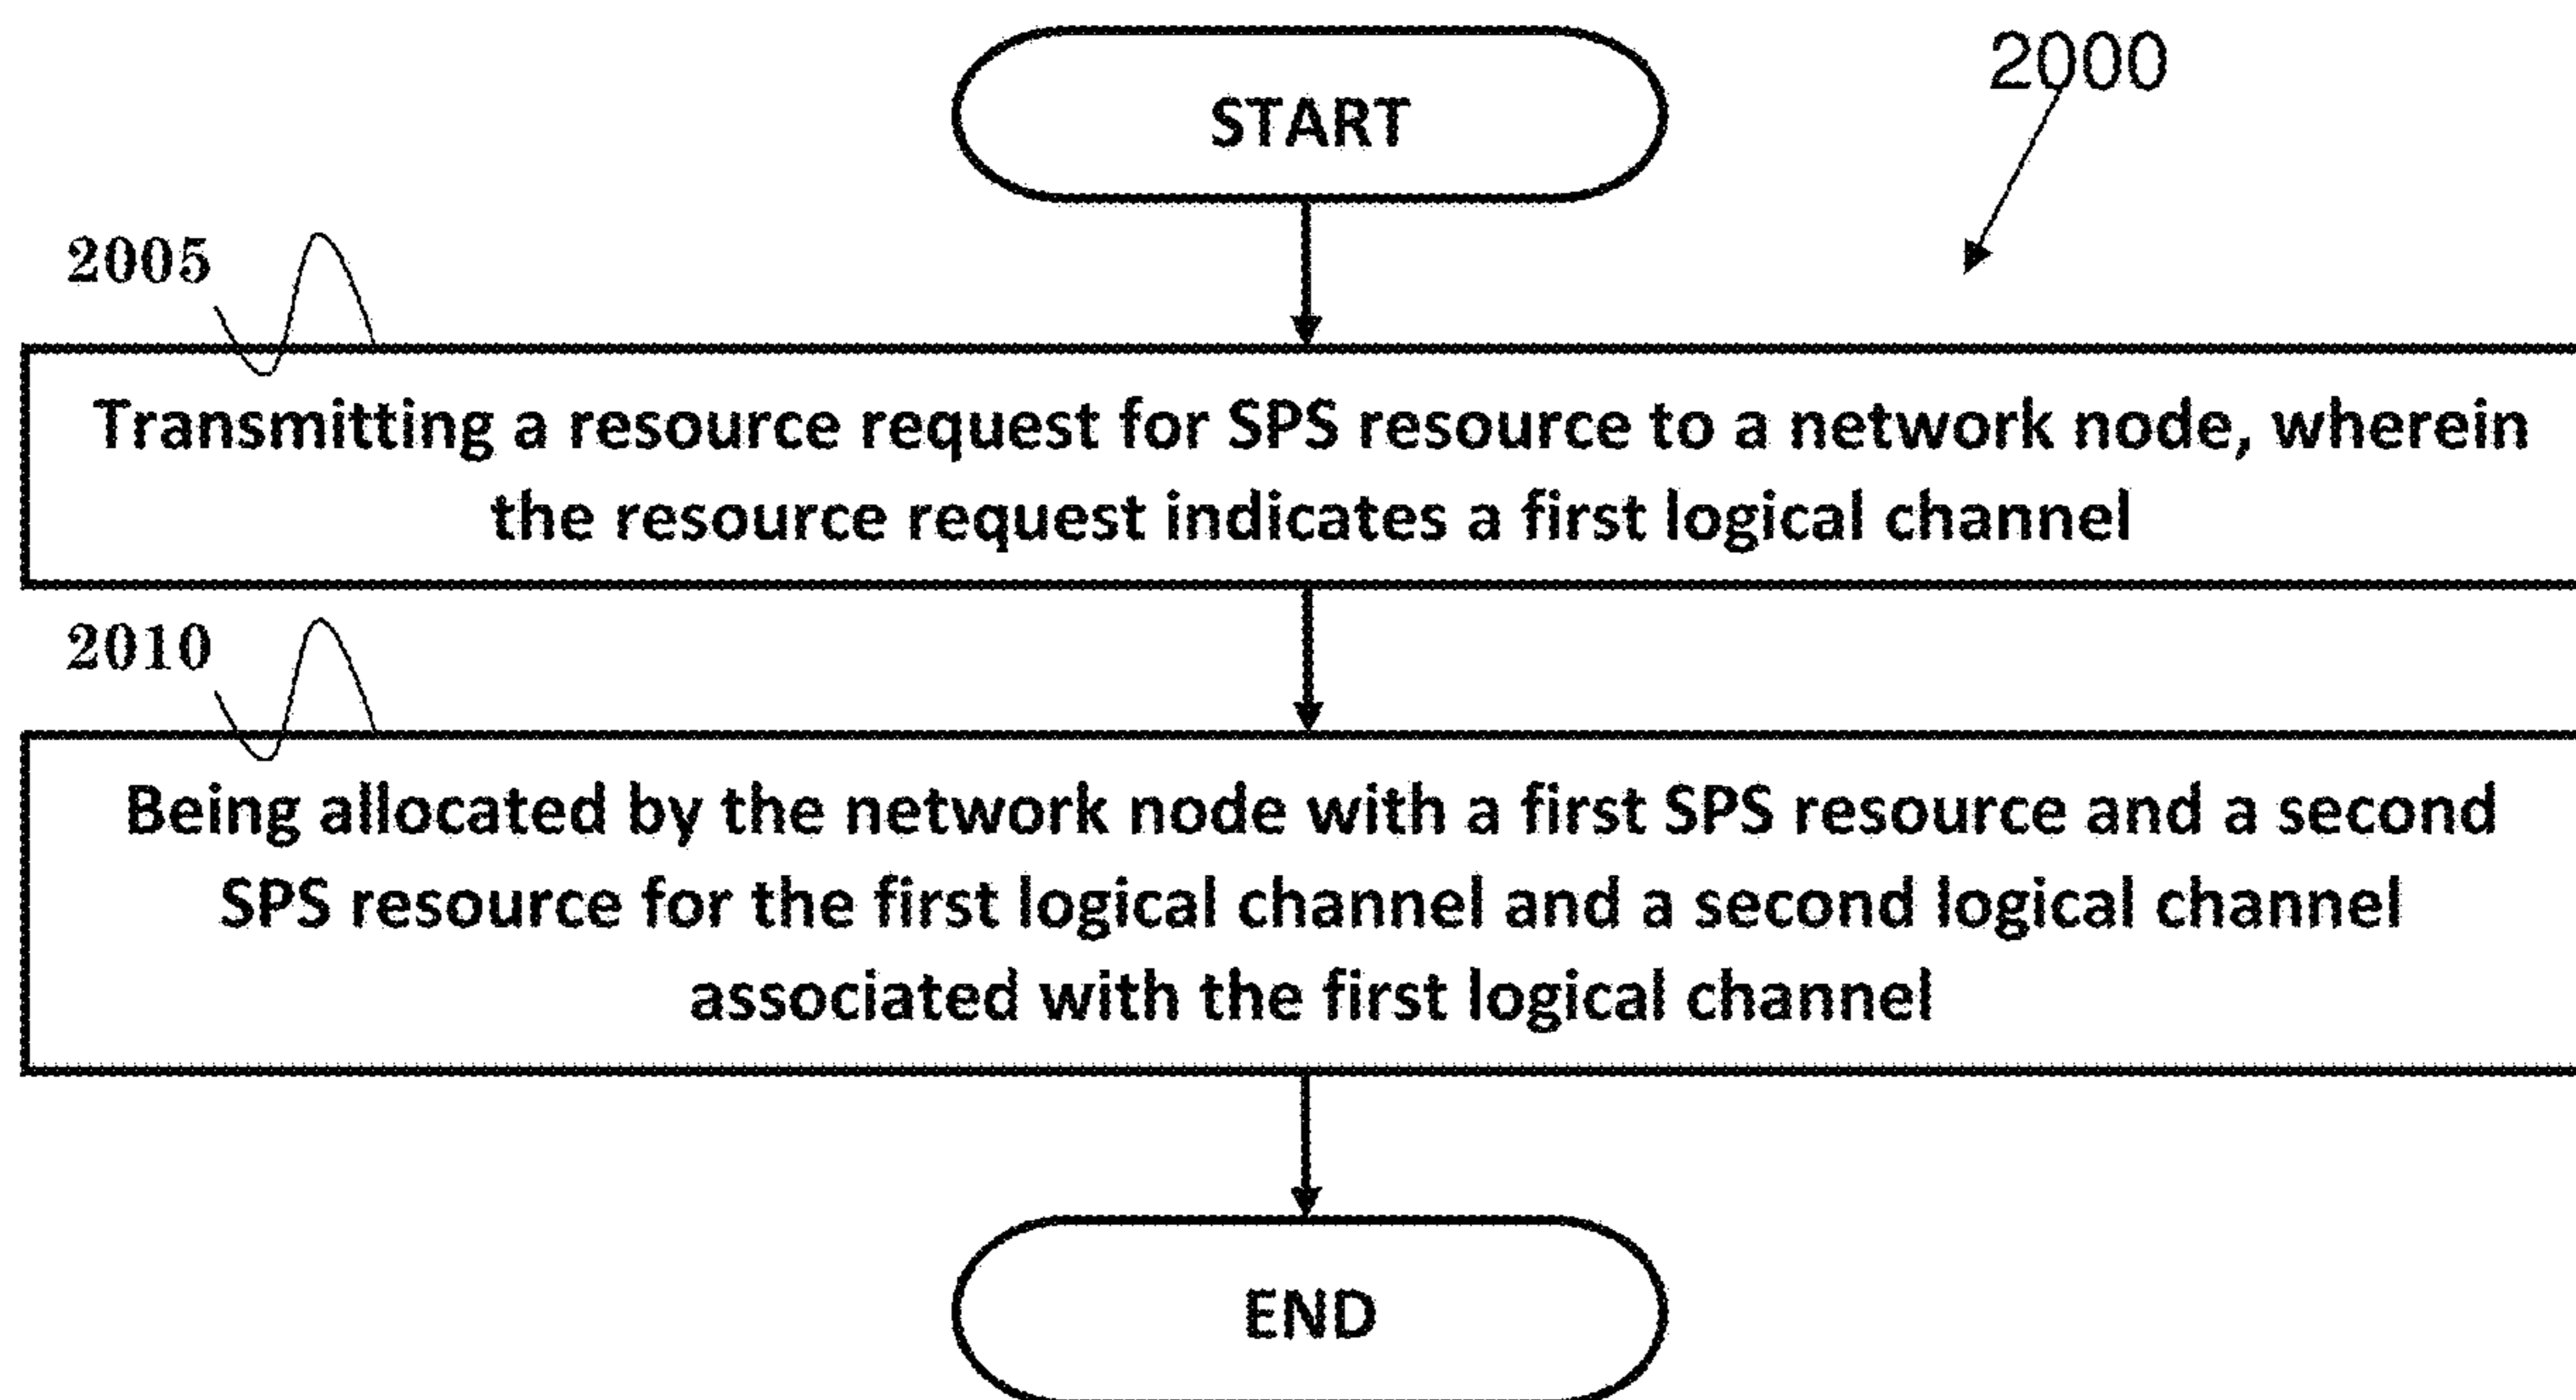 START
2000
2005
Transmitting a resource request for SPS resource to a network node, wherein
the resource request indicates a first logical channel
2010
Being allocated by the network node with a first SPS resource and a second
SPS resource for the first logical channel and a second logical channel
associated with the first logical channel
END